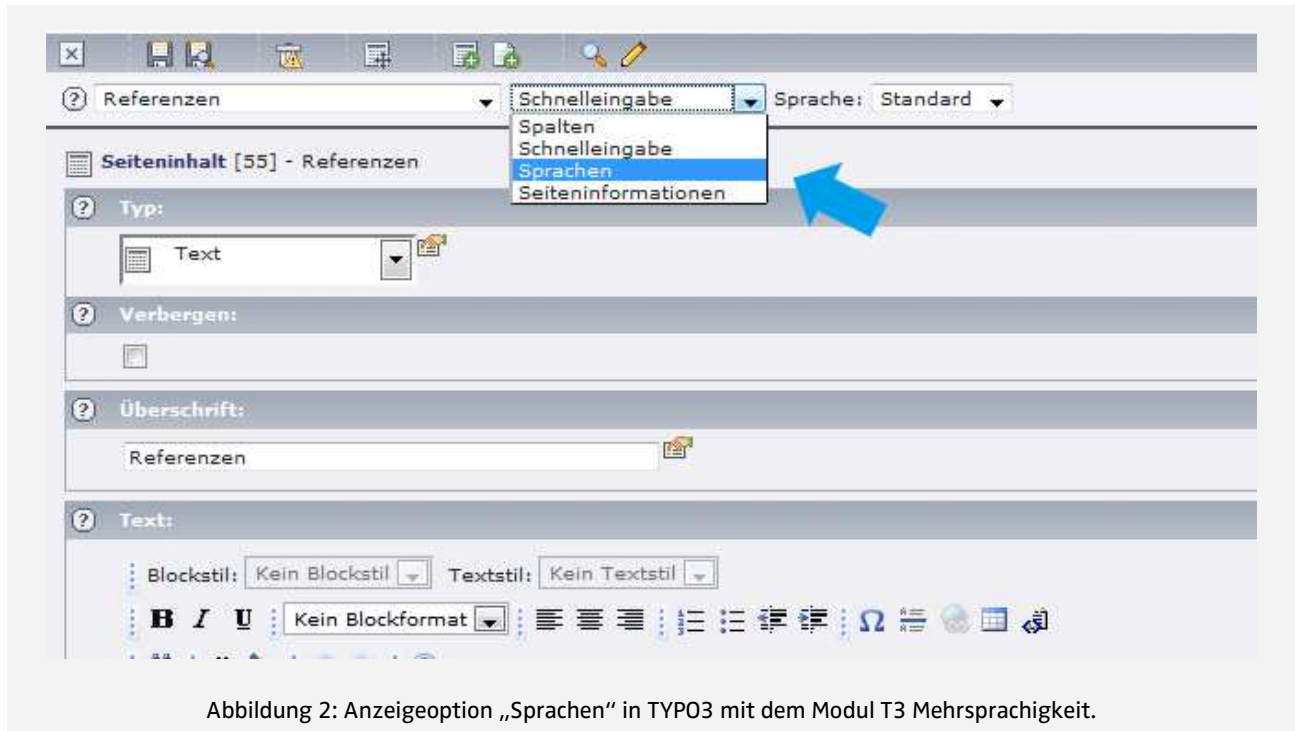 Referenzen Schnelleingabe Sprache: Standard
Spalten
Schnelleingabe
Sprachen
Seiteninformationen
Seiteninhalt [55] - Referenzen
Typ:
Text
Verbergen:
Überschrift:
Referenzen
Text:
Blockstil: Kein Blockstil Textstil: Kein Textstil
B I U Kein Blockformat Ω
Abbildung 2: Anzeigeoption „Sprachen“ in TYPO3 mit dem Modul T3 Mehrsprachigkeit.